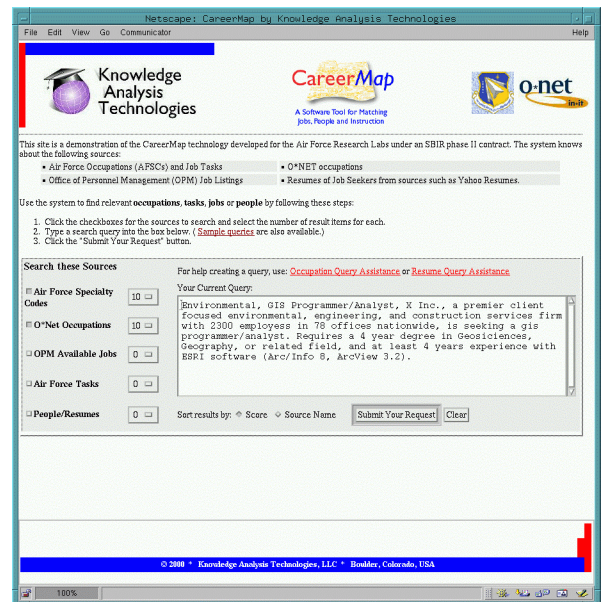 Netscape: CareerMap by Knowledge Analysis Technologies
File Edit View Go Communicator Help
Knowledge
Analysis
Technologies
CareerMap
A Software Tool for Matching
Jobs, People and Instruction
o*net
in-it
This site is a demonstration of the CareerMap technology developed for the Air Force Research Labs under an SBIR phase II contract. The system knows
about the following sources:
▪ Air Force Occupations (AFSCs) and Job Tasks ▪ O*NET occupations
▪ Office of Personnel Management (OPM) Job Listings ▪ Resumes of Job Seekers from sources such as Yahoo Resumes.
Use the system to find relevant occupations, tasks, jobs or people by following these steps:
1. Click the checkboxes for the sources to search and select the number of result items for each.
2. Type a search query into the box below. ( Sample queries are also available.)
3. Click the "Submit Your Request" button.
Search these Sources
For help creating a query, use: Occupation Query Assistance or Resume Query Assistance
Your Current Query:
Air Force Specialty
Codes 10
O*Net Occupations 10
OPM Available Jobs 0
Air Force Tasks 0
People/Resumes 0
Environmental, GIS Programmer/Analyst, X Inc., a premier client
focused environmental, engineering, and construction services firm
with 2300 employess in 78 offices nationwide, is seeking a gis
programmer/analyst. Requires a 4 year degree in Geosiciences,
Geography, or related field, and at least 4 years experience with
ESRI software (Arc/Info 8, ArcView 3.2).
Sort results by: Score Source Name Submit Your Request Clear
© 2000 * Knowledge Analysis Technologies, LLC * Boulder, Colorado, USA
100%